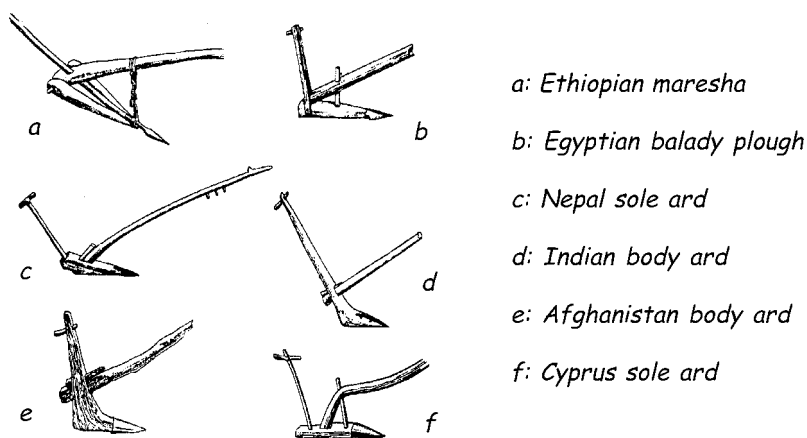 a
b
c
d
e
f
a: Ethiopian maresha
b: Egyptian balady plough
c: Nepal sole ard
d: Indian body ard
e: Afghanistan body ard
f: Cyprus sole ard